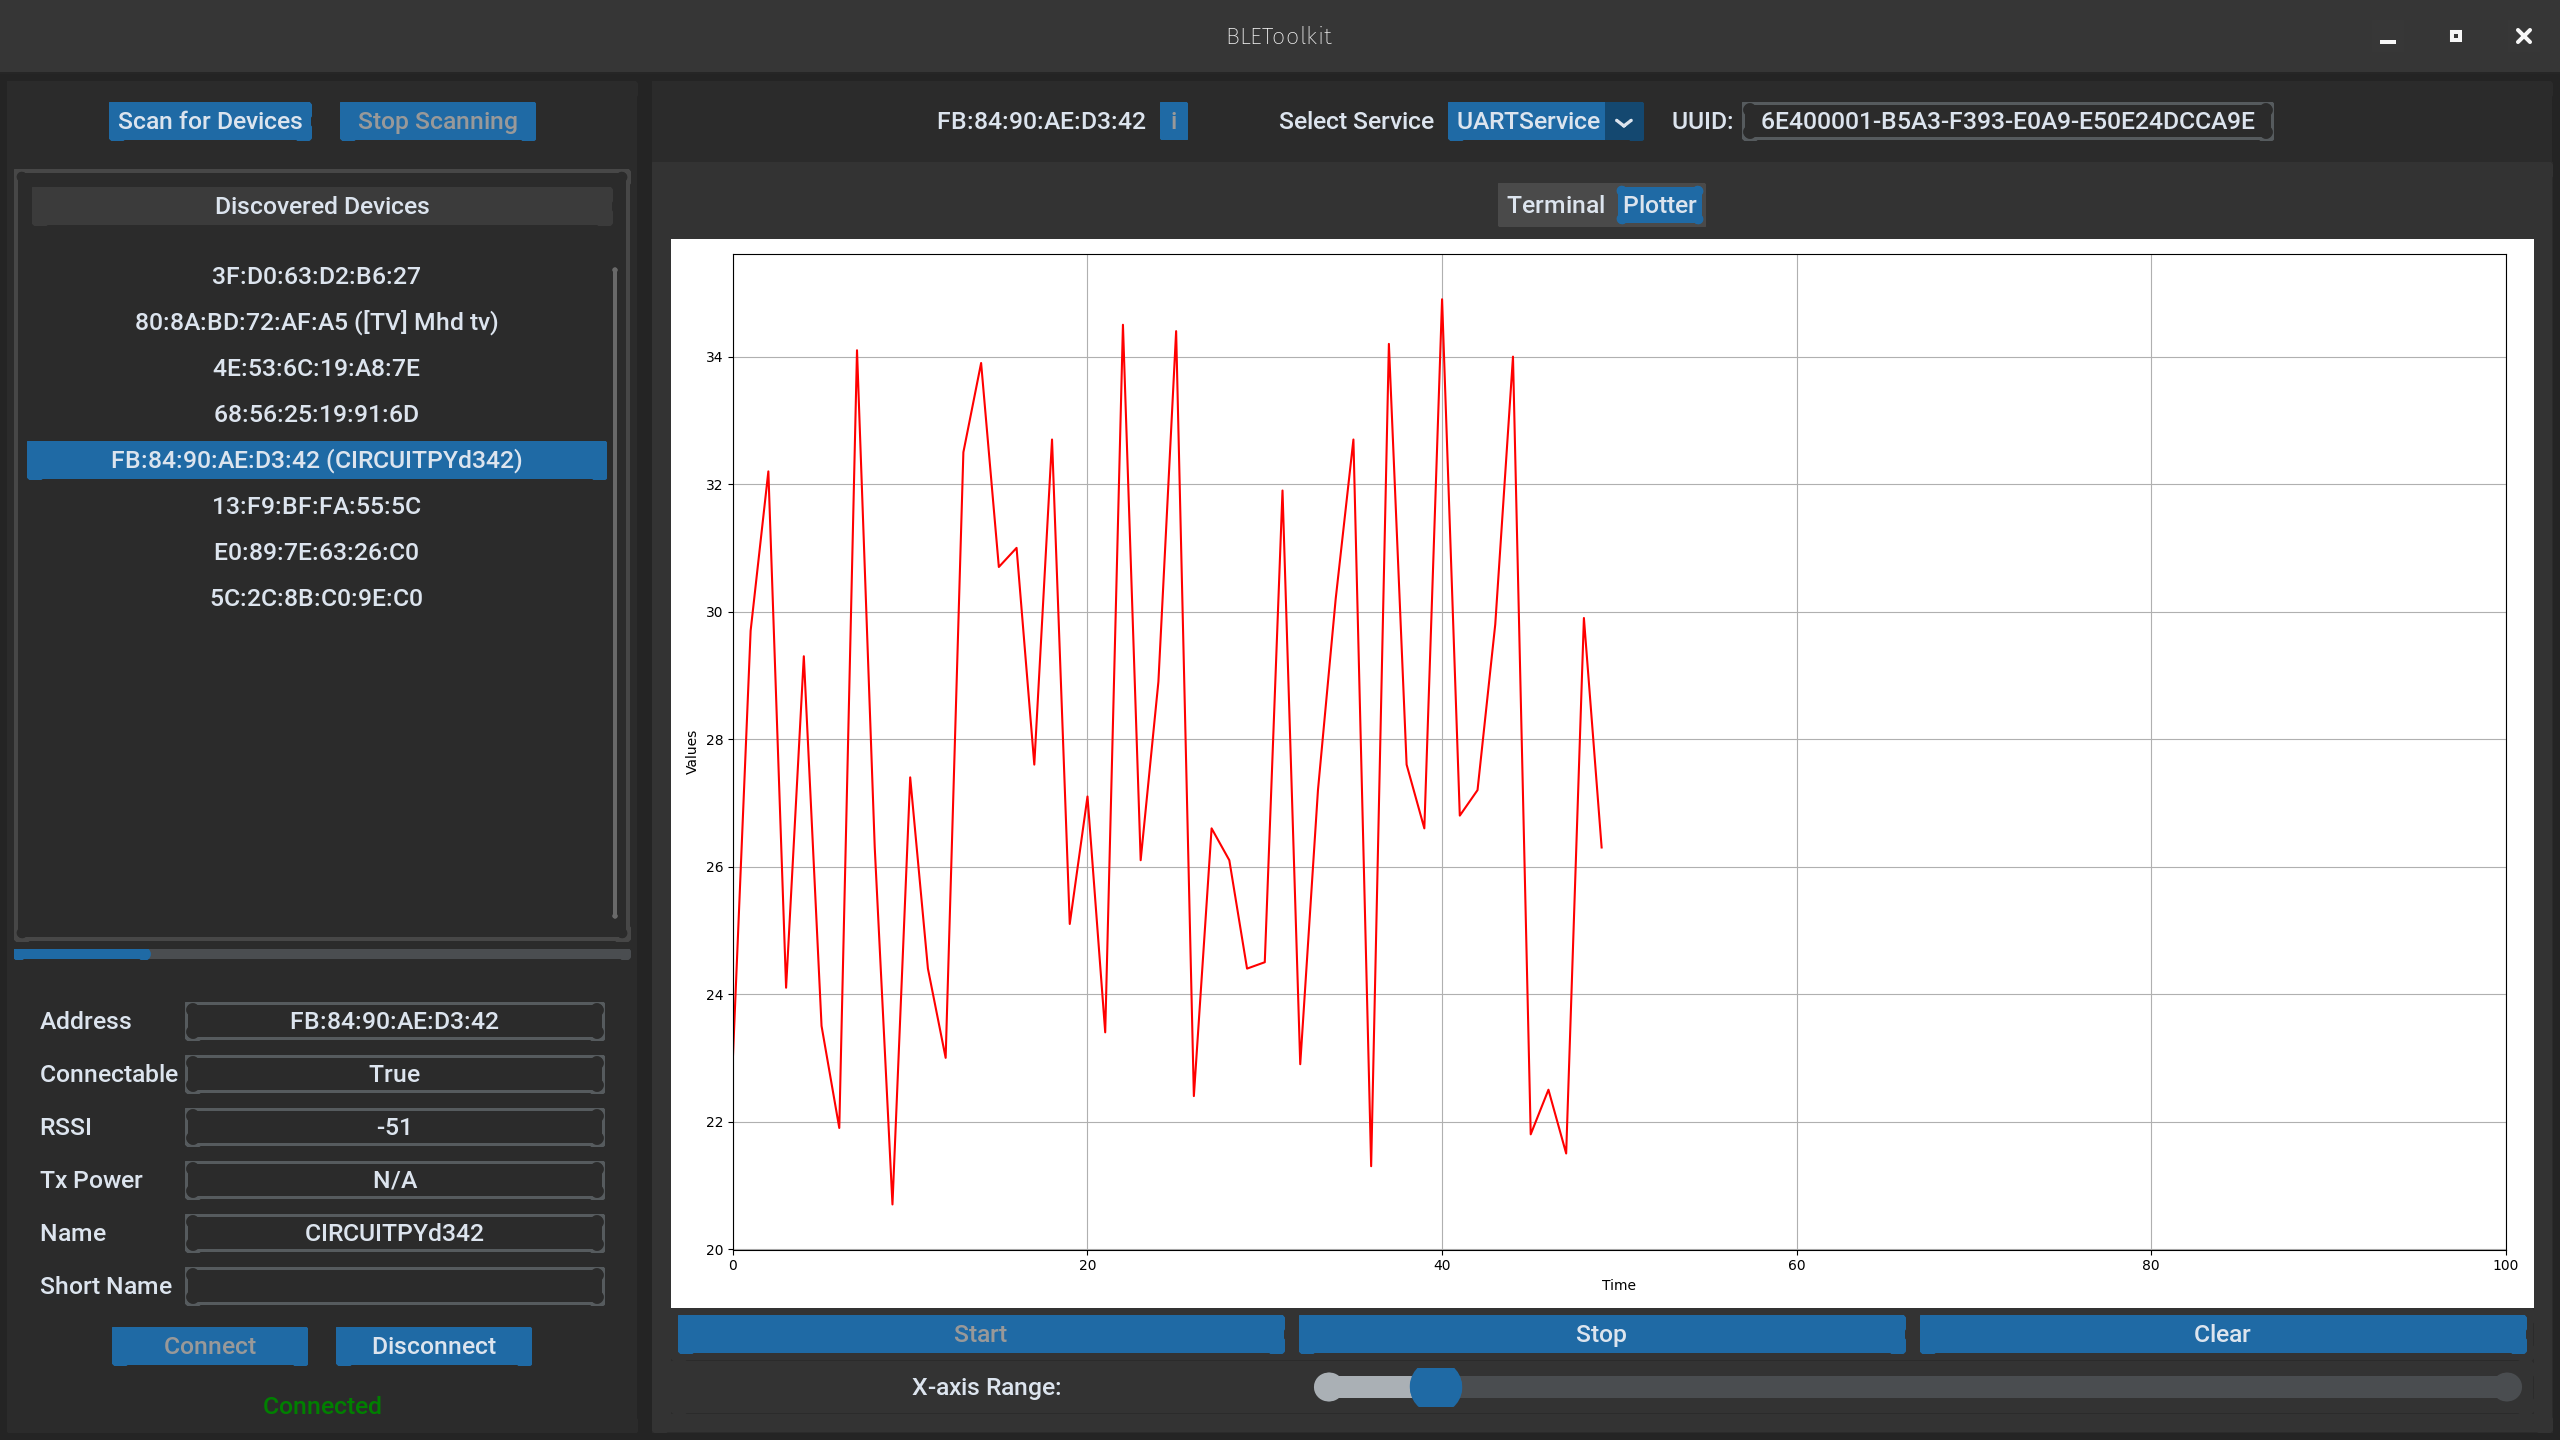 BLEToolkit
Scan for Devices Stop Scanning
Discovered Devices
3F:D0:63:D2:B6:27
80:8A:BD:72:AF:A5 ([TV] Mhd tv)
4E:53:6C:19:A8:7E
68:56:25:19:91:6D
FB:84:90:AE:D3:42 (CIRCUITPYd342)
13:F9:BF:FA:55:5C
E0:89:7E:63:26:C0
5C:2C:8B:C0:9E:C0
Address FB:84:90:AE:D3:42
Connectable True
RSSI -51
Tx Power N/A
Name CIRCUITPYd342
Short Name
Connect Disconnect
Connected
FB:84:90:AE:D3:42 i Select Service UARTService UUID: 6E400001-B5A3-F393-E0A9-E50E24DCCA9E
Terminal Plotter
34
32
30
28
26
24
22
20
Values
0 20 40 60 80 100
Time
Start Stop Clear
X-axis Range: